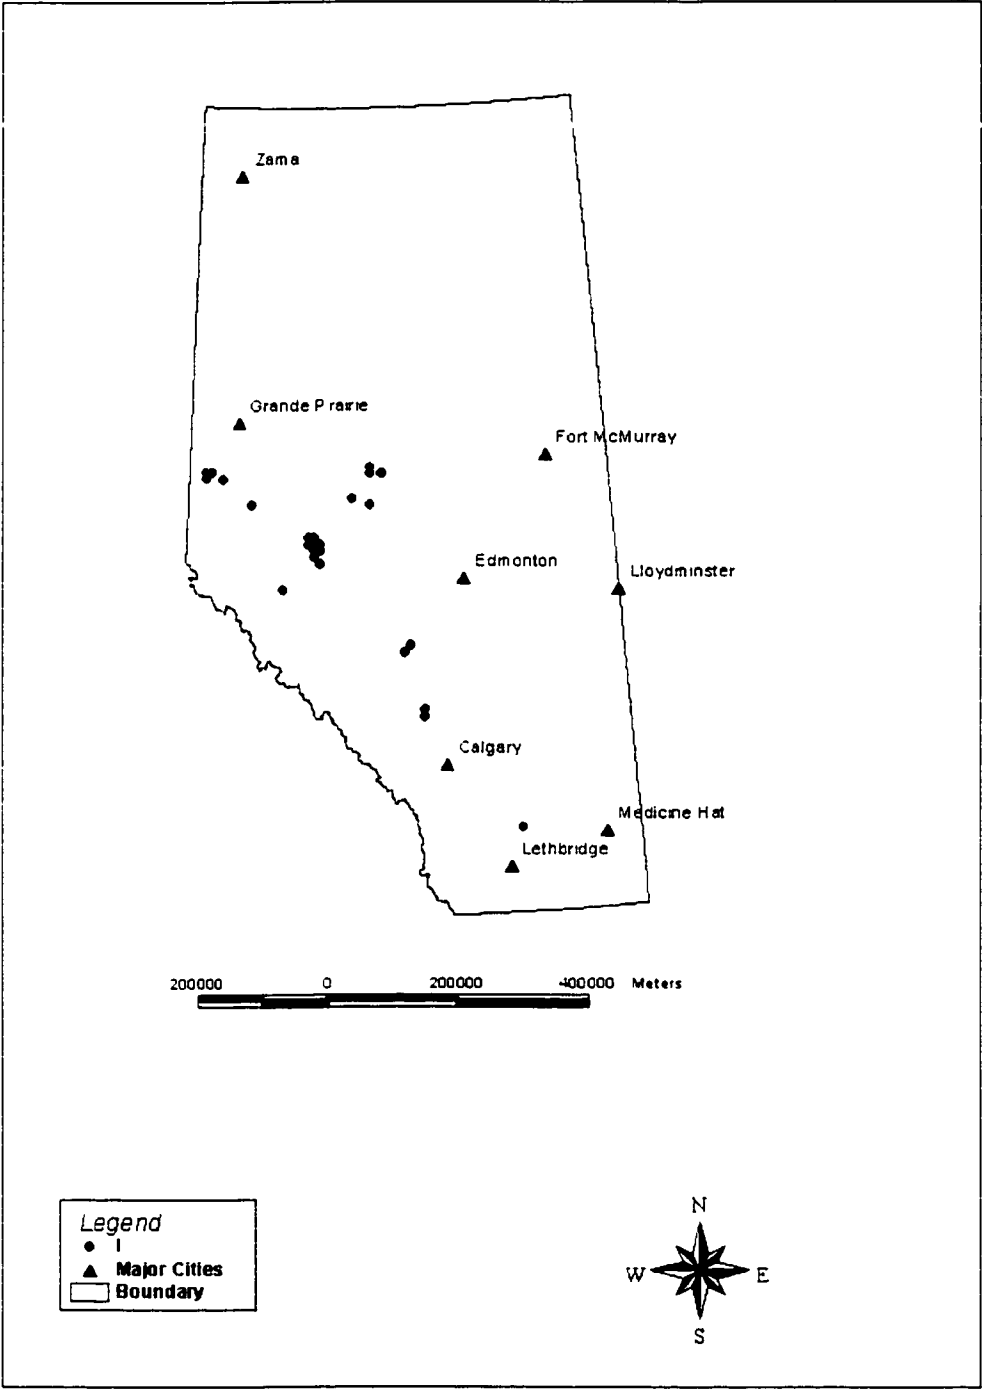 Zama
Grande Prairie
Fort McMurray
Edmonton
Lloydminster
Calgary
Medicine Hat
Lethbridge
200000 0 200000 400000 Meters
Legend
I
Major Cities
Boundary
N
W E
S